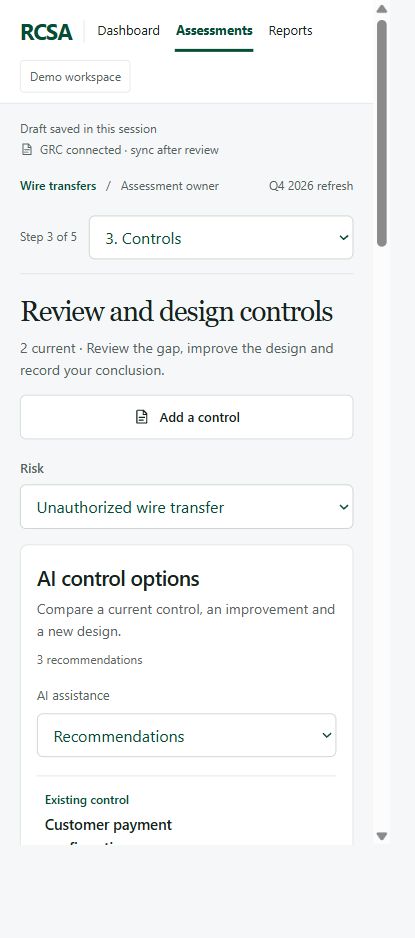 RCSA
Dashboard
Assessments
Reports
Demo workspace
Draft saved in this session
GRC connected · sync after review
Wire transfers / Assessment owner
Q4 2026 refresh
Step 3 of 5
3. Controls
Review and design controls
2 current · Review the gap, improve the design and
record your conclusion.
Add a control
Risk
Unauthorized wire transfer
AI control options
Compare a current control, an improvement and
a new design.
3 recommendations
AI assistance
Recommendations
Existing control
Customer payment